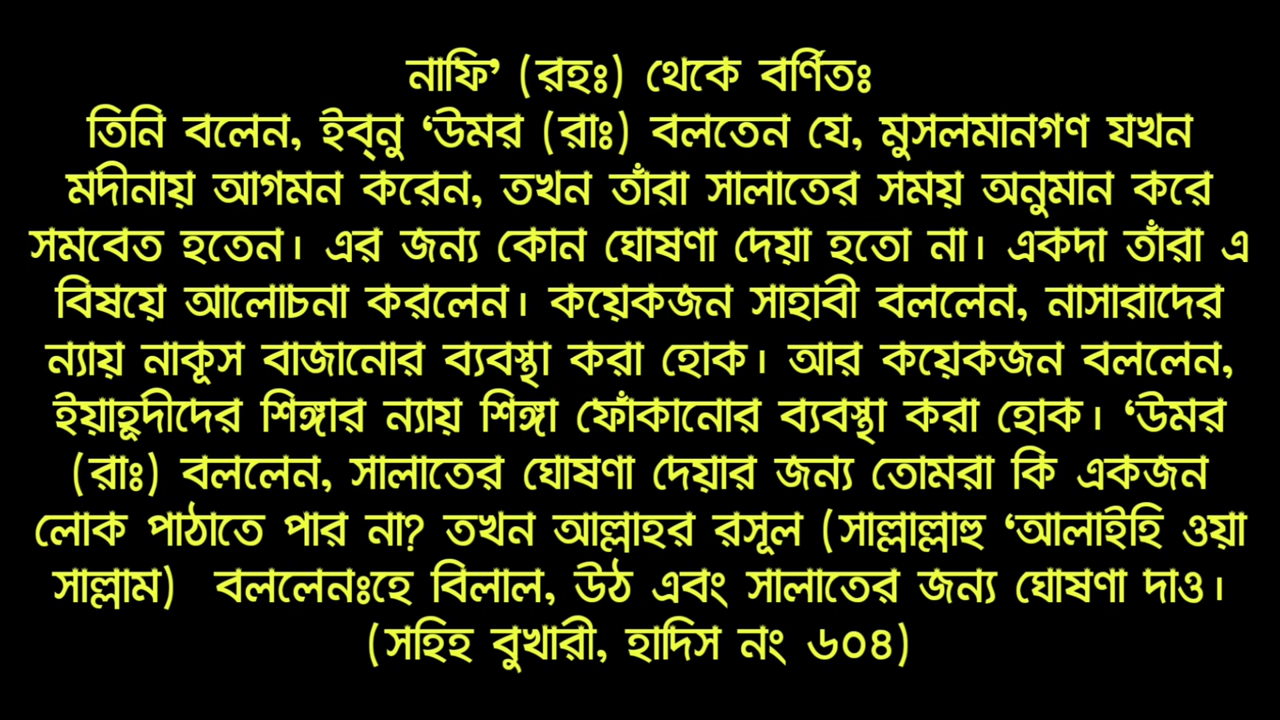 নাফি’ (রহঃ) থেকে বর্ণিতঃ
তিনি বলেন, ইব্‌নু ‘উমর (রাঃ) বলতেন যে, মুসলমানগণ যখন
মদীনায় আগমন করেন, তখন তাঁরা সালাতের সময় অনুমান করে
সমবেত হতেন। এর জন্য কোন ঘোষণা দেয়া হতো না। একদা তাঁরা এ
বিষয়ে আলোচনা করলেন। কয়েকজন সাহাবী বললেন, নাসারাদের
ন্যায় নাকূস বাজানোর ব্যবস্থা করা হোক। আর কয়েকজন বললেন,
ইয়াহূদীদের শিঙ্গার ন্যায় শিঙ্গা ফোঁকানোর ব্যবস্থা করা হোক। ‘উমর
(রাঃ) বললেন, সালাতের ঘোষণা দেয়ার জন্য তোমরা কি একজন
লোক পাঠাতে পার না? তখন আল্লাহর রসূল (সাল্লাল্লাহু ‘আলাইহি ওয়া
সাল্লাম) বললেনঃহে বিলাল, উঠ এবং সালাতের জন্য ঘোষণা দাও।
(সহিহ বুখারী, হাদিস নং ৬০৪)